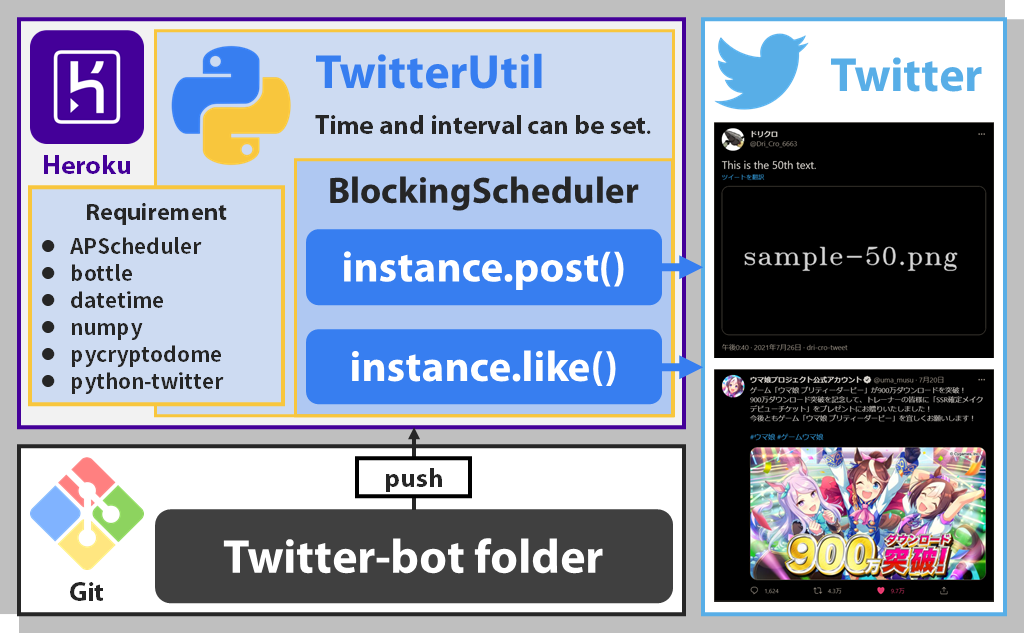 Heroku
TwitterUtil
Time and interval can be set.
Requirement
● APScheduler
● bottle
● datetime
● numpy
● pycryptodome
● python-twitter
BlockingScheduler
instance.post()
instance.like()
push
Git
Twitter-bot folder
Twitter
ドリクロ
@Dri_Cro_6663
This is the 50th text.
ツイートを翻訳
sample-50.png
午後0:40 · 2021年7月26日 · dri-cro-tweet
ウマ娘プロジェクト公式アカウント @uma_musu · 7月20日
ゲーム「ウマ娘 プリティーダービー」が900万ダウンロードを突破！
900万ダウンロード突破を記念して、トレーナーの皆様に「SSR確定メイク
デビューチケット」をプレゼントにお贈りいたしました！
今後ともゲーム「ウマ娘 プリティーダービー」を宜しくお願いします！
#ウマ娘 #ゲームウマ娘
900万
ダウンロード
突破!
1,624 4.3万 9.7万